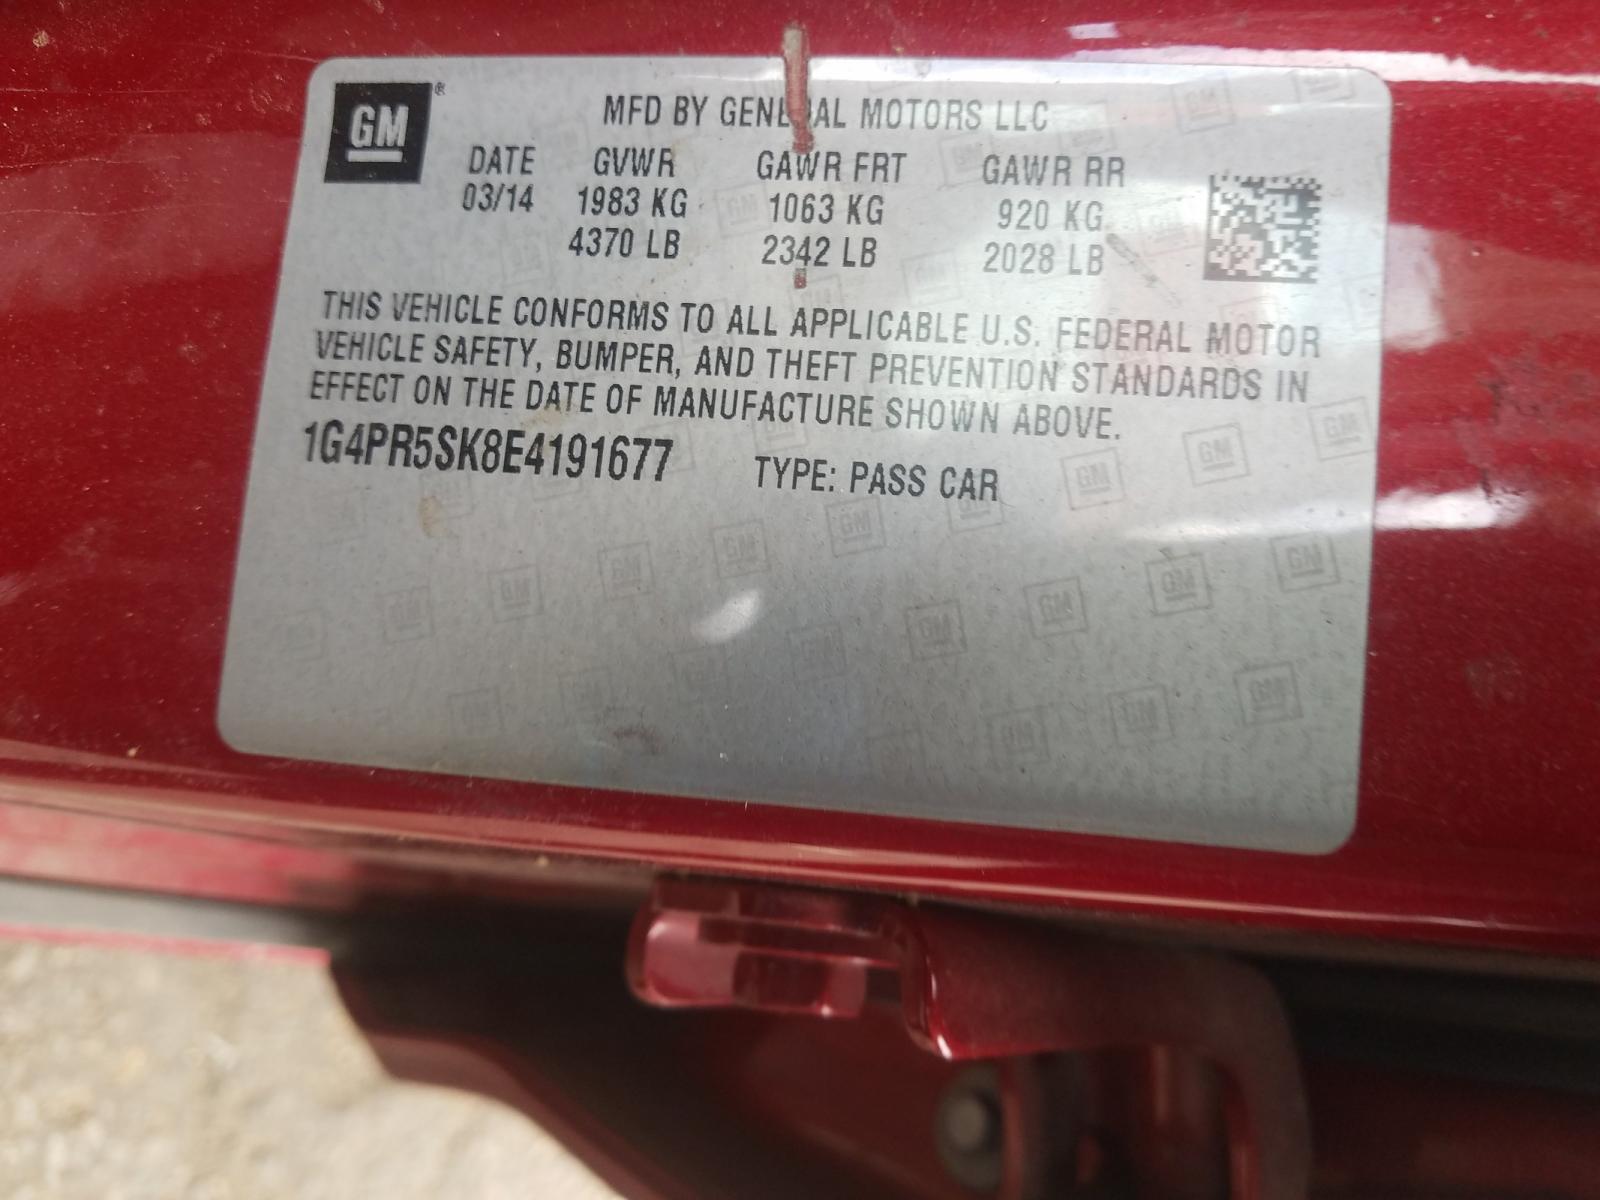 GM®
MFD BY GENERAL MOTORS LLC
DATE GVWR GAWR FRT GAWR RR
03/14 1983 KG 1063 KG 920 KG
4370 LB 2342 LB 2028 LB
THIS VEHICLE CONFORMS TO ALL APPLICABLE U.S. FEDERAL MOTOR
VEHICLE SAFETY, BUMPER, AND THEFT PREVENTION STANDARDS IN
EFFECT ON THE DATE OF MANUFACTURE SHOWN ABOVE.
1G4PR5SK8E4191677 TYPE: PASS CAR